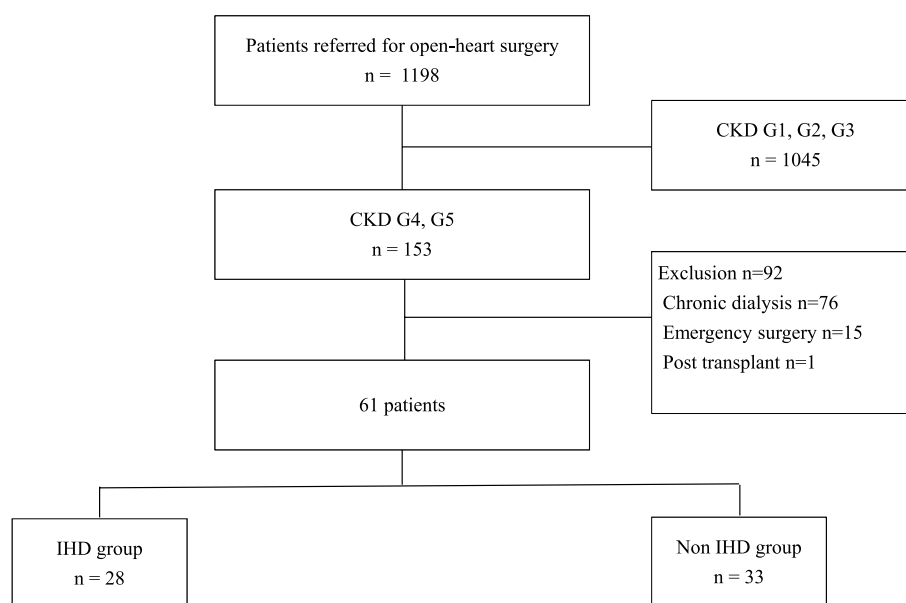 Patients referred for open-heart surgery
n = 1198
CKD G1, G2, G3
n = 1045
CKD G4, G5
n = 153
Exclusion n=92
Chronic dialysis n=76
Emergency surgery n=15
Post transplant n=1
61 patients
IHD group
n = 28
Non IHD group
n = 33